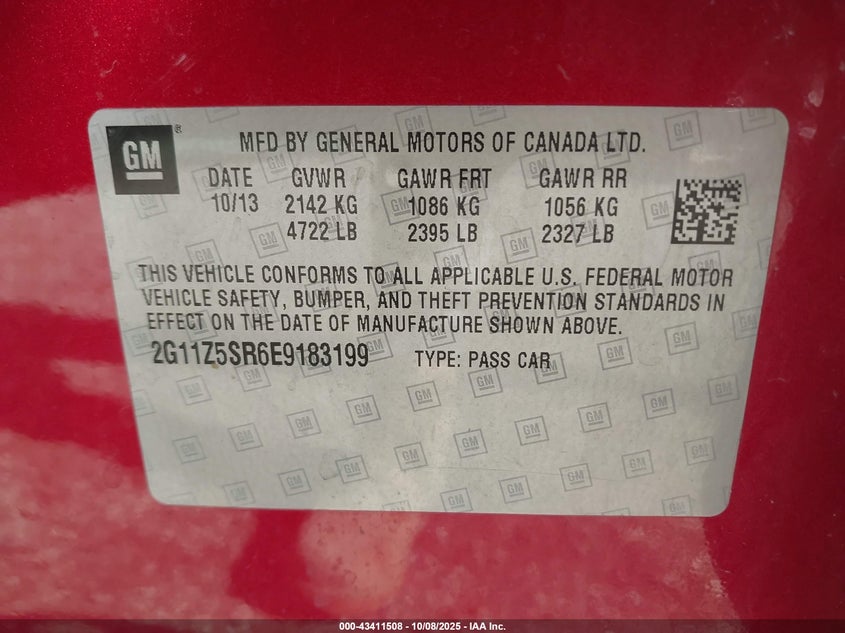 GM®
MFD BY GENERAL MOTORS OF CANADA LTD.
DATE GVWR GAWR FRT GAWR RR
10/13 2142 KG 1086 KG 1056 KG
4722 LB 2395 LB 2327 LB
THIS VEHICLE CONFORMS TO ALL APPLICABLE U.S. FEDERAL MOTOR
VEHICLE SAFETY, BUMPER, AND THEFT PREVENTION STANDARDS IN
EFFECT ON THE DATE OF MANUFACTURE SHOWN ABOVE.
2G11Z5SR6E9183199 TYPE: PASS CAR
000-43411508 - 10/08/2025 - IAA Inc.